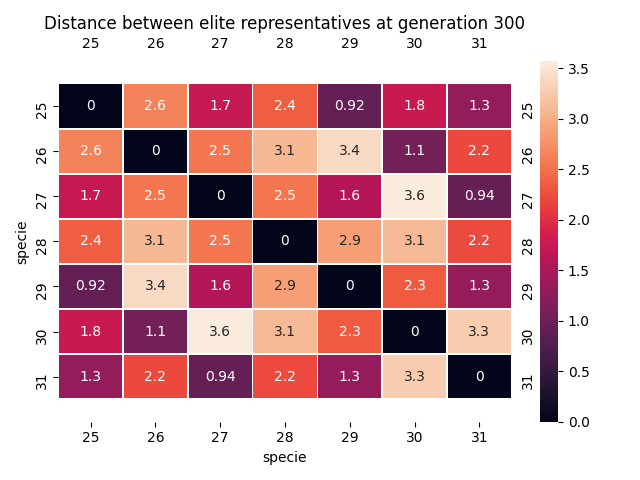 Distance between elite representatives at generation 300
25 26 27 28 29 30 31
25 0 2.6 1.7 2.4 0.92 1.8 1.3 25
26 2.6 0 2.5 3.1 3.4 1.1 2.2 26
27 1.7 2.5 0 2.5 1.6 3.6 0.94 27
28 2.4 3.1 2.5 0 2.9 3.1 2.2 28
29 0.92 3.4 1.6 2.9 0 2.3 1.3 29
30 1.8 1.1 3.6 3.1 2.3 0 3.3 30
31 1.3 2.2 0.94 2.2 1.3 3.3 0 31
25 26 27 28 29 30 31
specie
specie
3.5
3.0
2.5
2.0
1.5
1.0
0.5
0.0